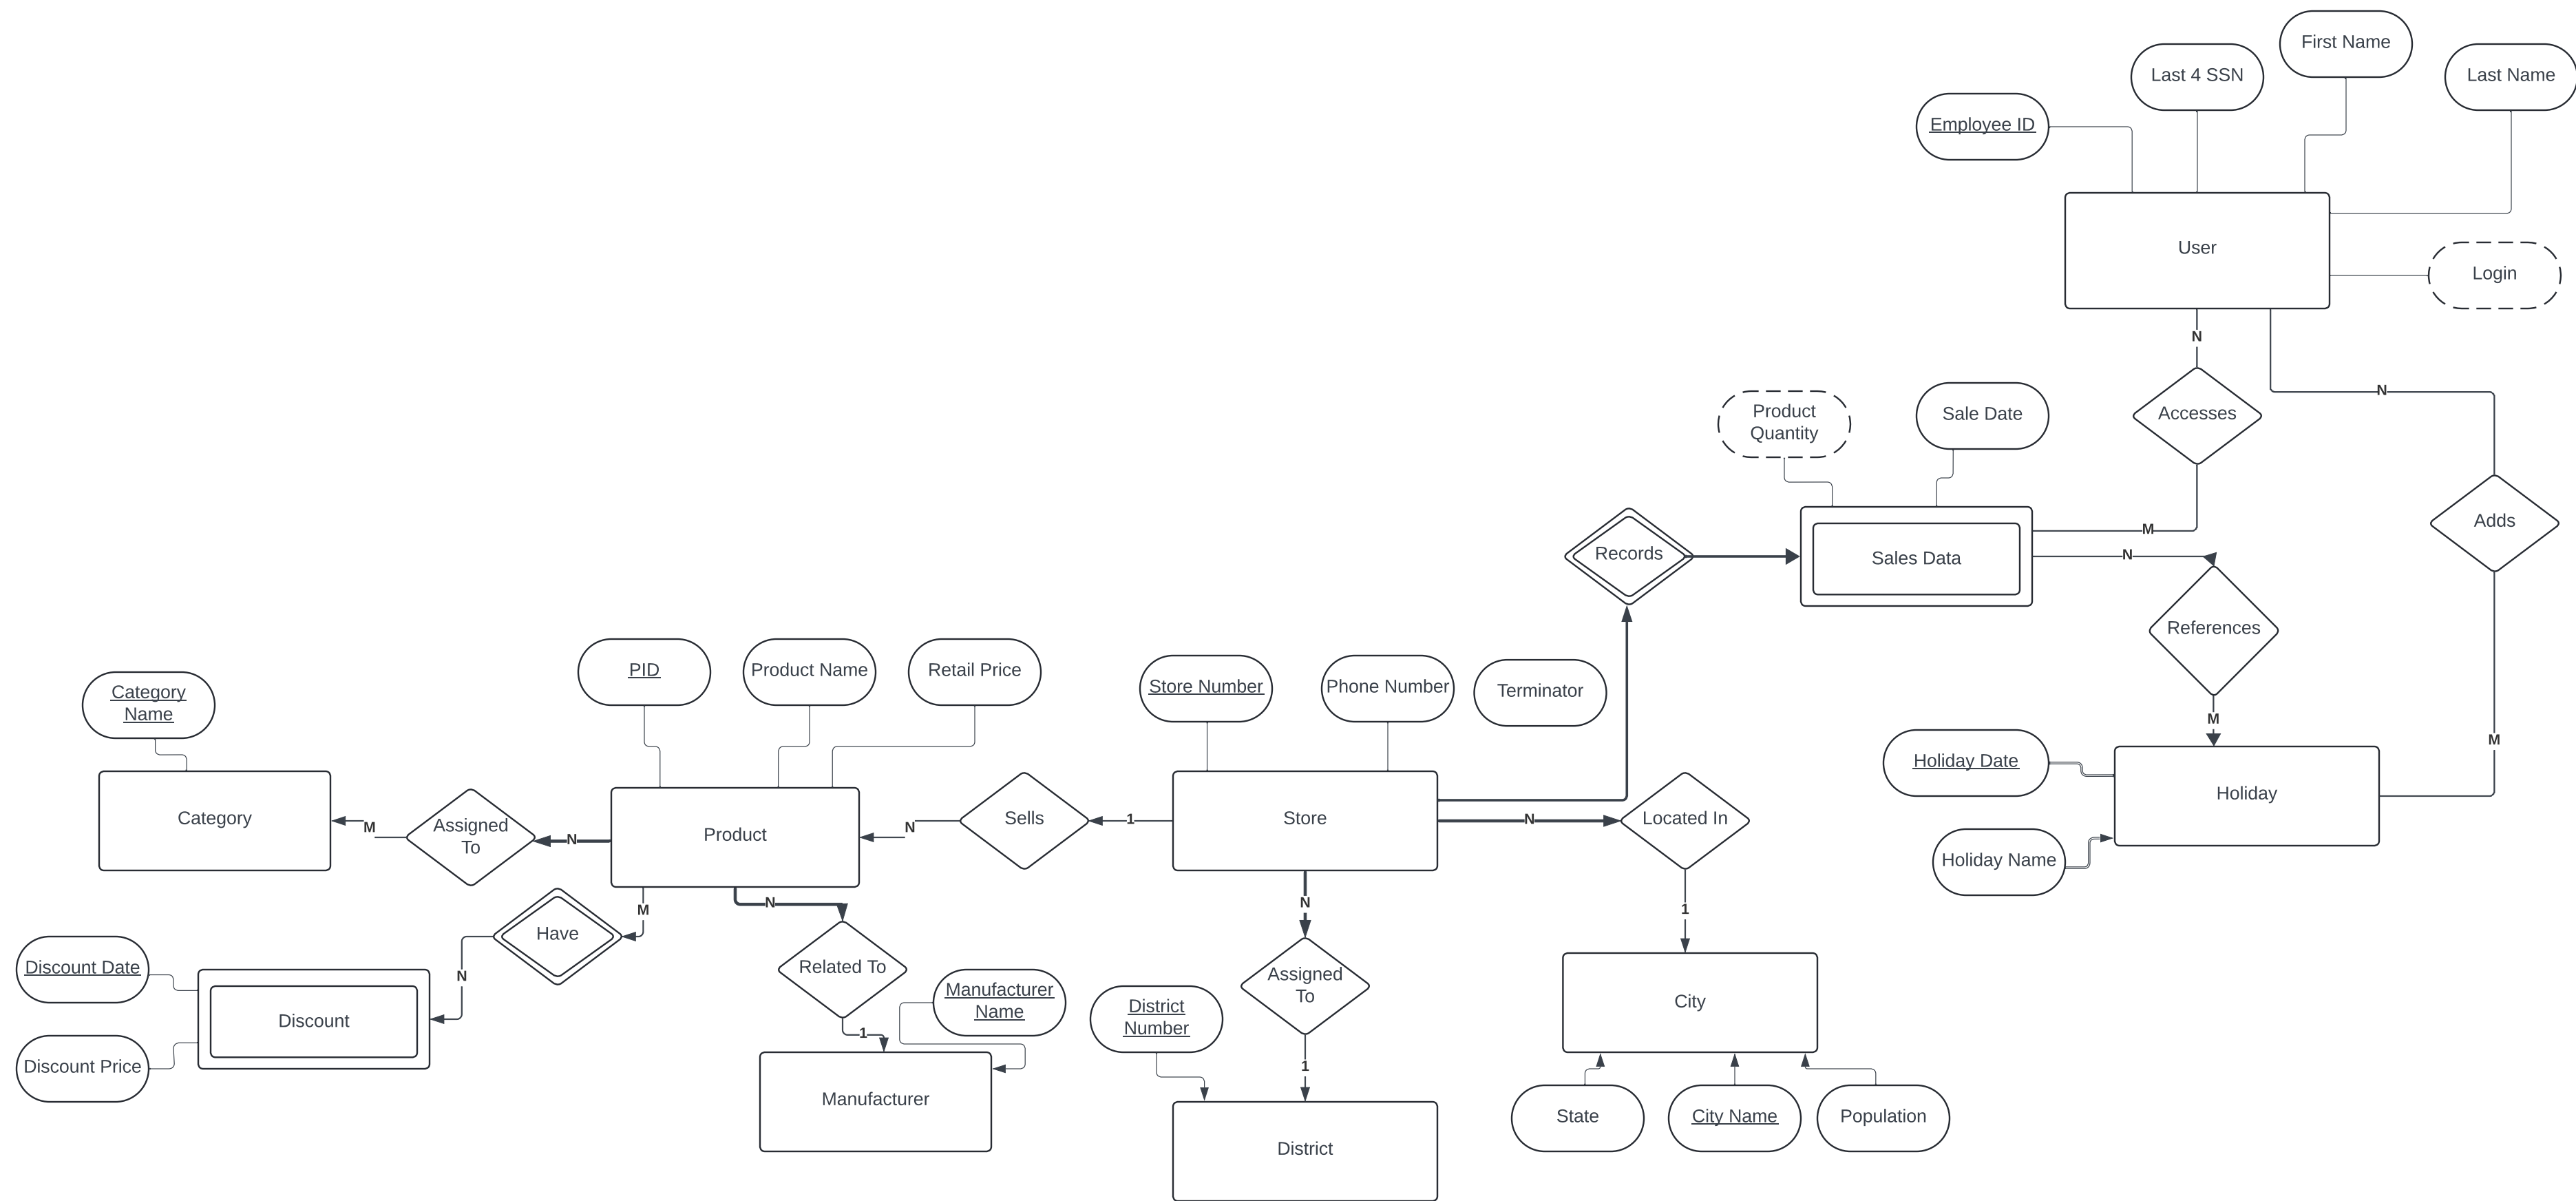 First Name
Last 4 SSN
Last Name
Employee ID
User
Login
N
N
Product
Quantity
Sale Date
Accesses
Adds
Records
Sales Data
M
N
References
PID
Product Name
Retail Price
Store Number
Phone Number
Terminator
Category
Name
M
M
Holiday Date
Holiday
Category
M
Assigned
To
N
Product
N
Sells
1
Store
N
Located In
Holiday Name
M
N
N
1
Have
Related To
Discount Date
N
Manufacturer
Name
Assigned
To
City
District
Number
Discount
1
Discount Price
1
Manufacturer
State
City Name
Population
District